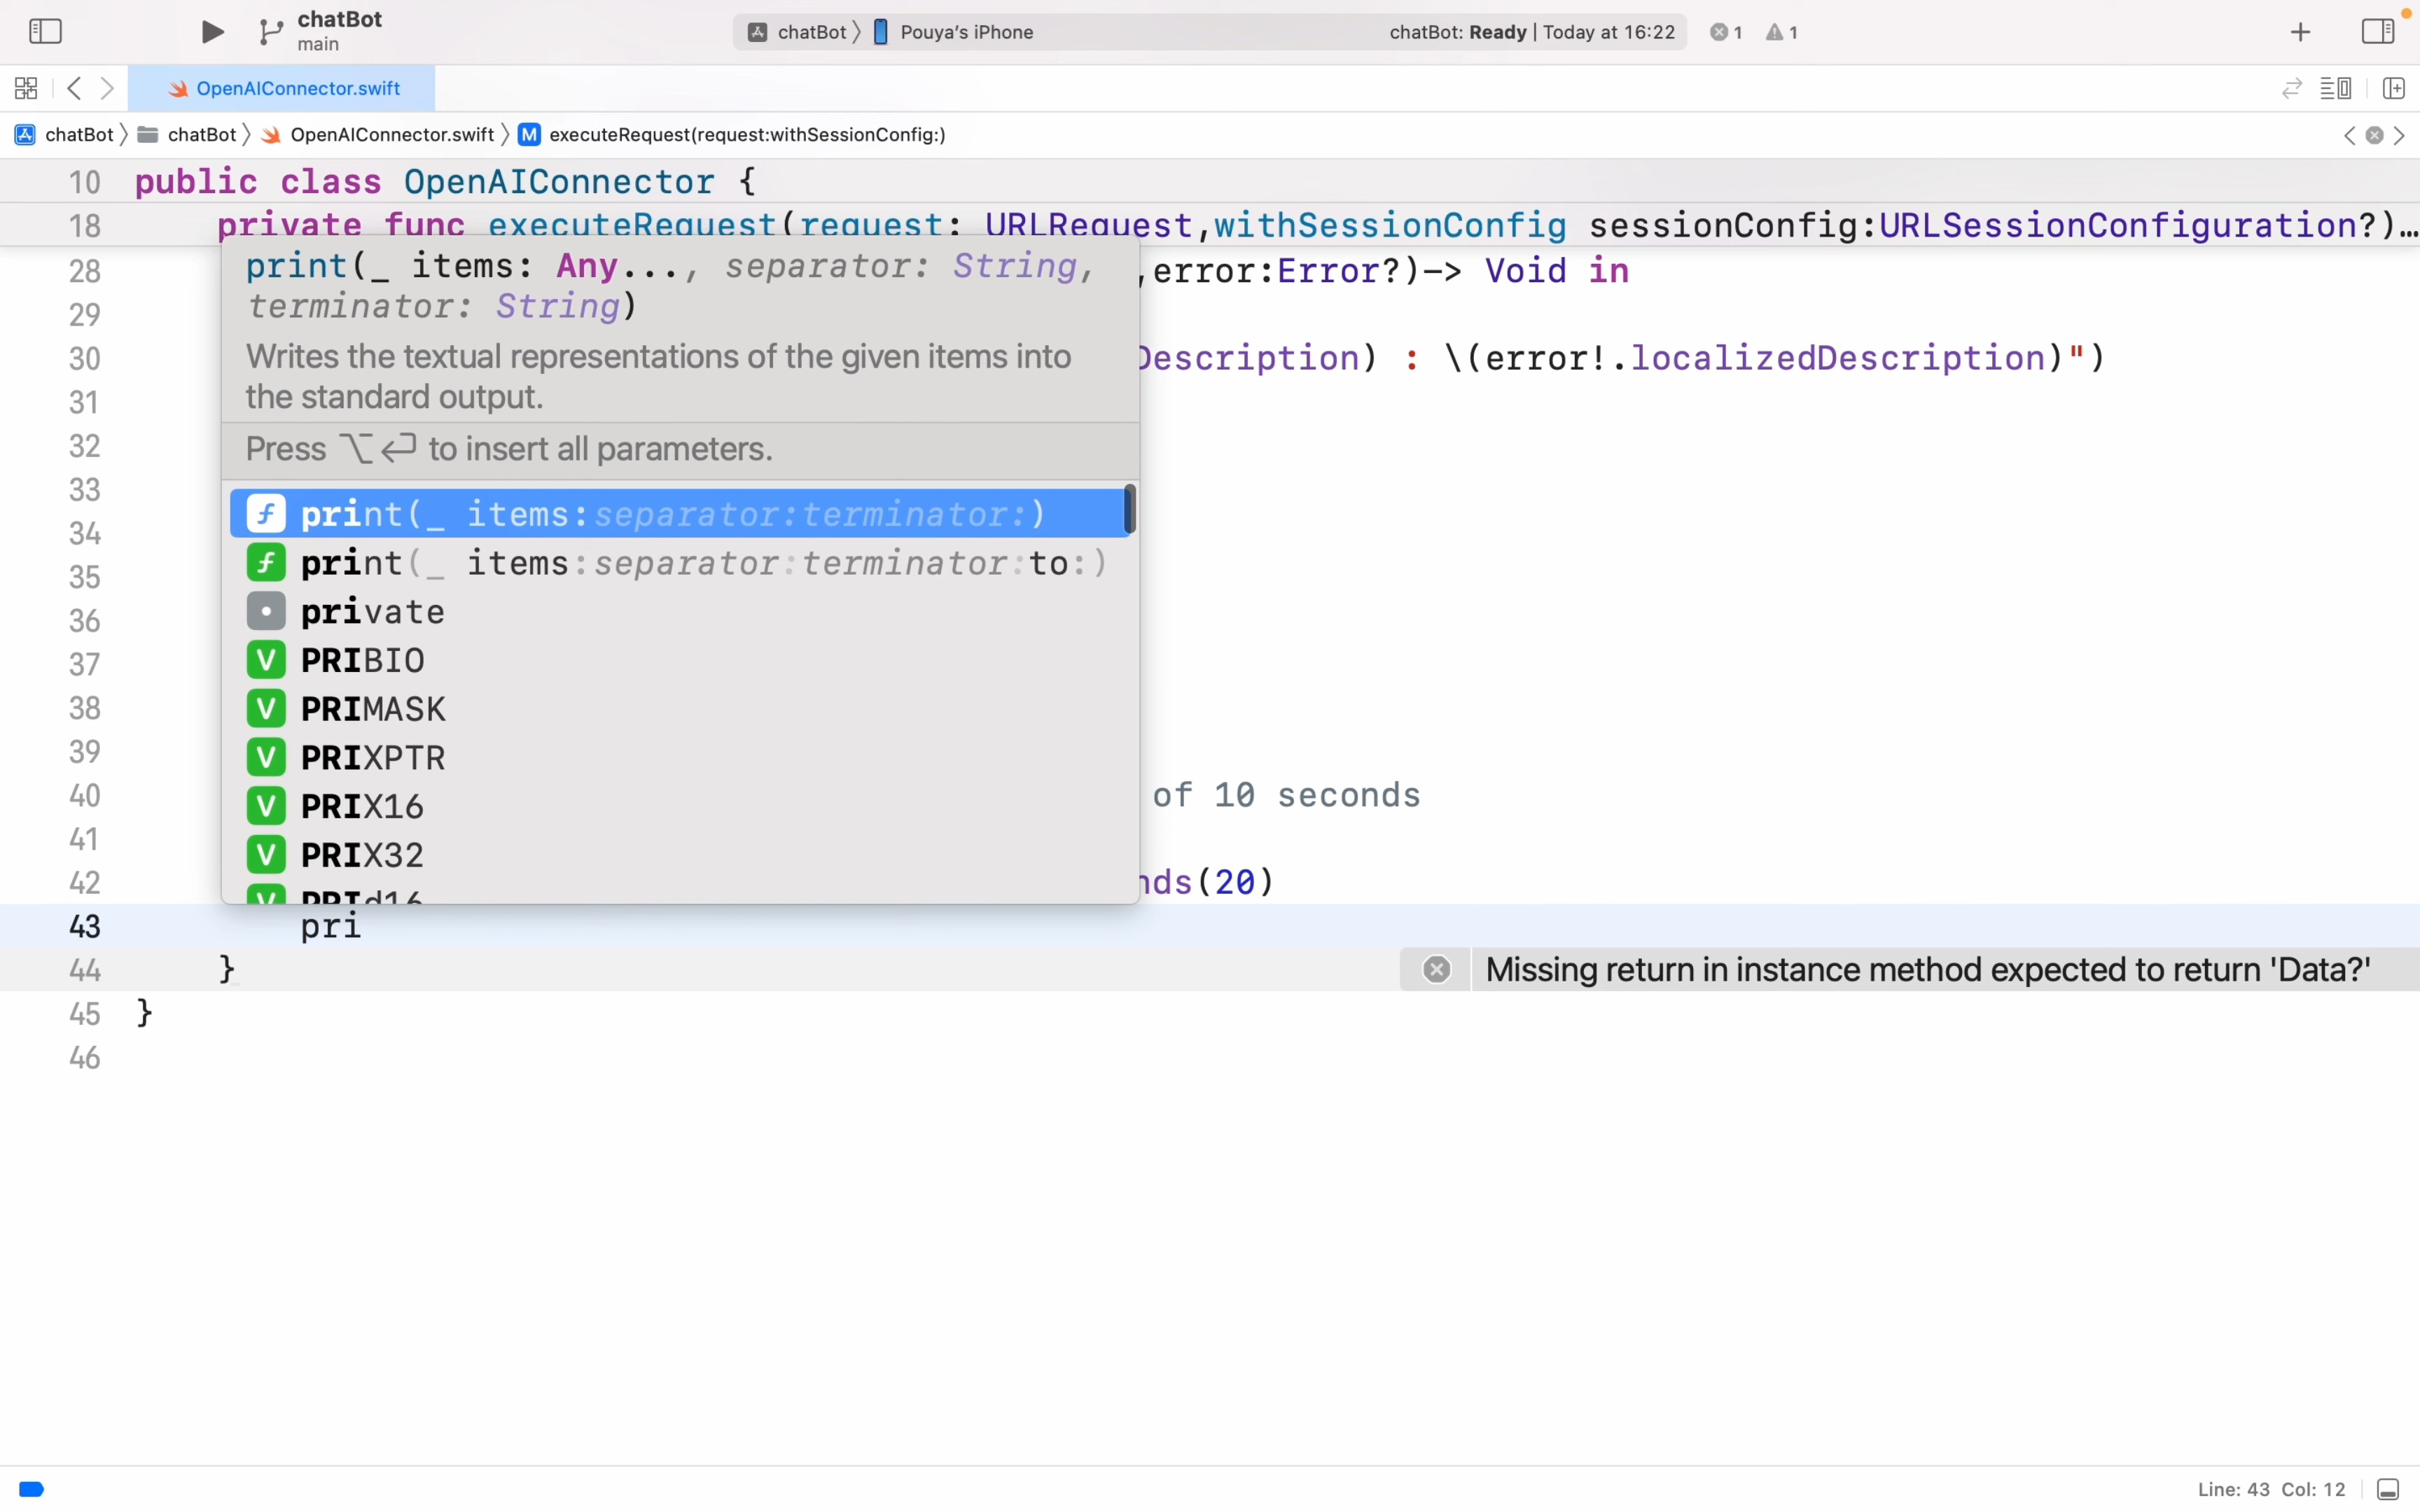 chatBot
main
chatBot 〉 Pouya’s iPhone
chatBot: Ready | Today at 16:22
1 1
OpenAIConnector.swift
chatBot 〉 chatBot 〉 OpenAIConnector.swift 〉 M executeRequest(request:withSessionConfig:)
10 public class OpenAIConnector {
18 private func executeRequest(request: URLRequest,withSessionConfig sessionConfig:URLSessionConfiguration?)…
28 ,error:Error?)-> Void in
29
30 Description) : \(error!.localizedDescription)")
31
32
33
34
35
36
37
38
39
40 of 10 seconds
41
42 nds(20)
43 pri
44 } Missing return in instance method expected to return 'Data?'
45 }
46
print(_ items: Any..., separator: String,
terminator: String)
Writes the textual representations of the given items into
the standard output.
Press ⌥↩ to insert all parameters.
f print(_ items:separator:terminator:)
f print(_ items:separator:terminator:to:)
private
V PRIBIO
V PRIMASK
V PRIXPTR
V PRIX16
V PRIX32
V PRId16
Line: 43 Col: 12